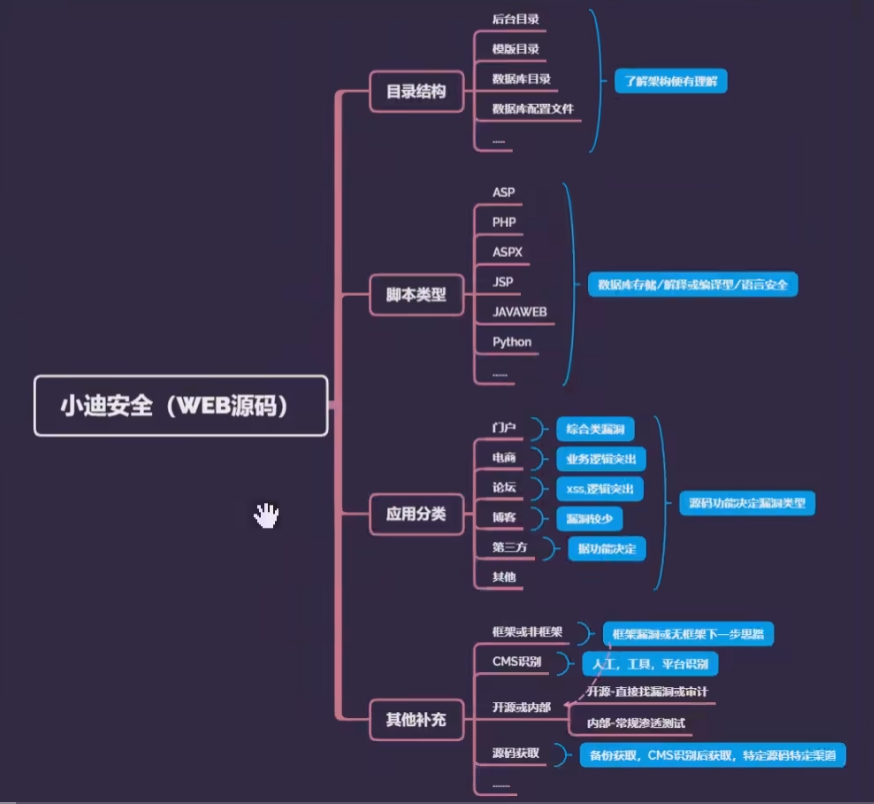 小迪安全（WEB源码）
目录结构
后台目录
模版目录
数据库目录
数据库配置文件
.....
了解架构便有理解
脚本类型
ASP
PHP
ASPX
JSP
JAVAWEB
Python
......
数据库存储/解释或编译型/语言安全
应用分类
门户
综合类漏洞
电商
业务逻辑突出
论坛
xss,逻辑突出
博客
漏洞较少
第三方
据功能决定
其他
源码功能决定漏洞类型
其他补充
框架或非框架
框架漏洞或无框架下一步思路
CMS识别
人工，工具，平台识别
开源或内部
开源-直接找漏洞或审计
内部-常规渗透测试
源码获取
备份获取，CMS识别后获取，特定源码特定渠道
......